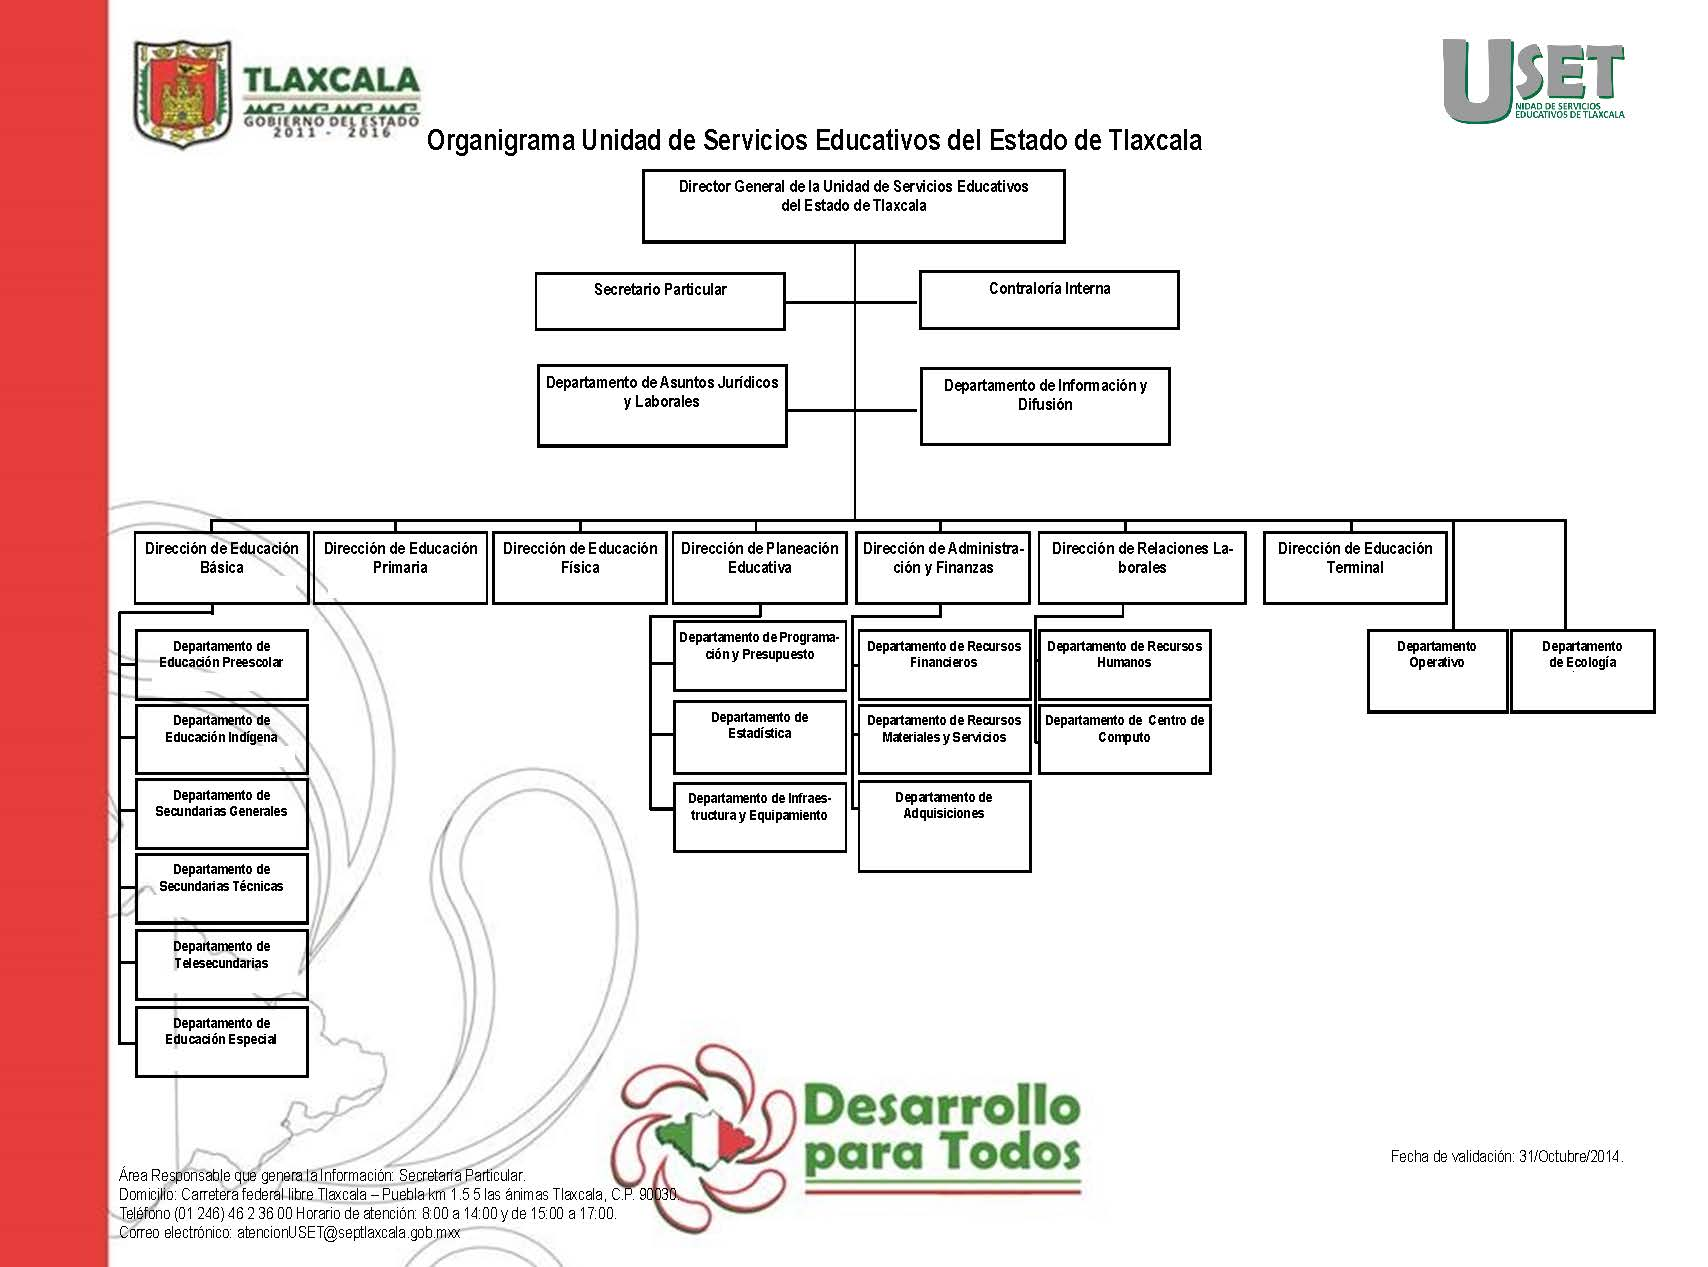 TLAXCALA
GOBIERNO DEL ESTADO
2011 - 2016
USET
NIDAD DE SERVICIOS
EDUCATIVOS DE TLAXCALA
Organigrama Unidad de Servicios Educativos del Estado de Tlaxcala
Director General de la Unidad de Servicios Educativos
del Estado de Tlaxcala
Secretario Particular
Contraloría Interna
Departamento de Asuntos Jurídicos
y Laborales
Departamento de Información y
Difusión
Dirección de Educación
Básica
Dirección de Educación
Primaria
Dirección de Educación
Física
Dirección de Planeación
Educativa
Dirección de Administra-
ción y Finanzas
Dirección de Relaciones La-
borales
Dirección de Educación
Terminal
Departamento de
Educación Preescolar
Departamento de
Educación Indígena
Departamento de
Secundarias Generales
Departamento de
Secundarias Técnicas
Departamento de
Telesecundarias
Departamento de
Educación Especial
Departamento de Programa-
ción y Presupuesto
Departamento de
Estadística
Departamento de Infraes-
tructura y Equipamiento
Departamento de Recursos
Financieros
Departamento de Recursos
Materiales y Servicios
Departamento de
Adquisiciones
Departamento de Recursos
Humanos
Departamento de Centro de
Computo
Departamento
Operativo
Departamento
de Ecología
Desarrollo
para Todos
Fecha de validación: 31/Octubre/2014.
Área Responsable que genera la Información: Secretaría Particular.
Domicilio: Carretera federal libre Tlaxcala – Puebla km 1.5 5 las ánimas Tlaxcala, C.P. 90030.
Teléfono (01 246) 46 2 36 00 Horario de atención: 8:00 a 14:00 y de 15:00 a 17:00.
Correo electrónico: atencionUSET@septlaxcala.gob.mxx